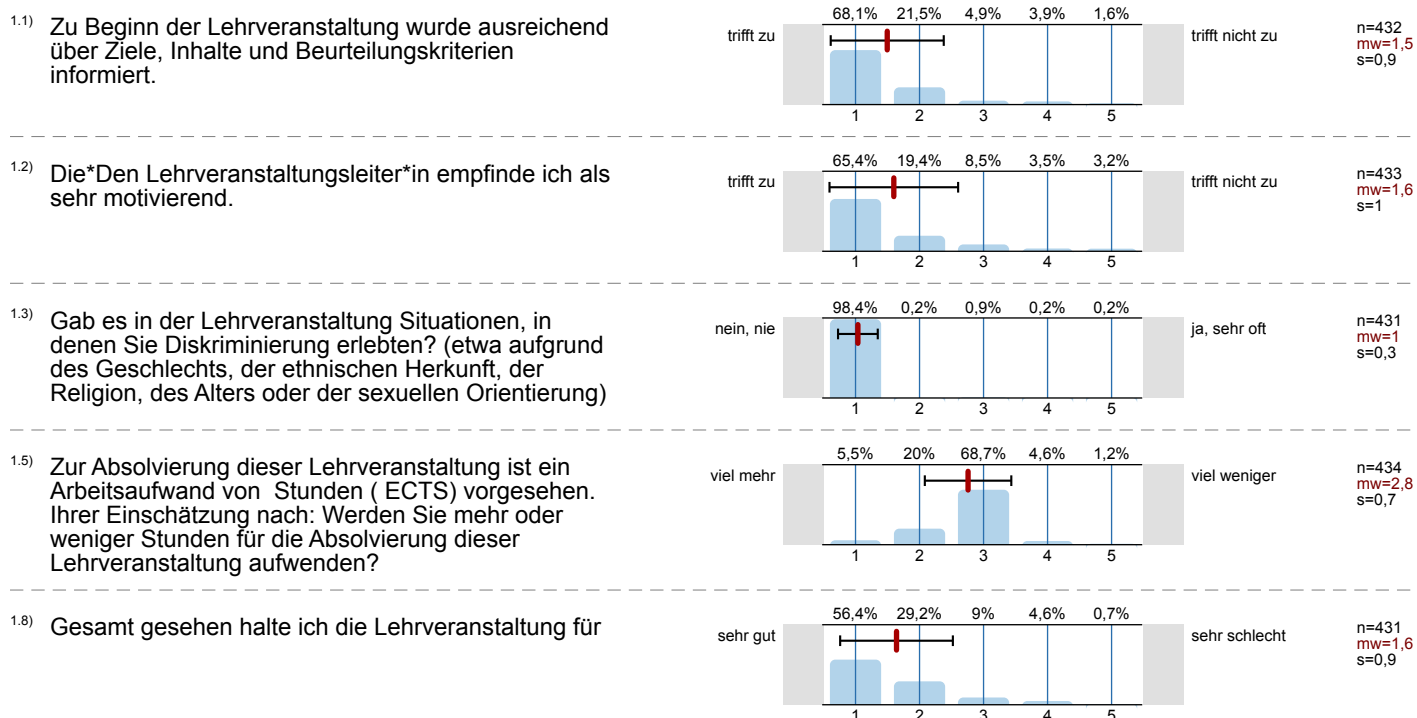 1.1) Zu Beginn der Lehrveranstaltung wurde ausreichend
über Ziele, Inhalte und Beurteilungskriterien
informiert.
trifft zu
68,1% 21,5% 4,9% 3,9% 1,6%
1 2 3 4 5
trifft nicht zu
n=432
mw=1,5
s=0,9
1.2) Die*Den Lehrveranstaltungsleiter*in empfinde ich als
sehr motivierend.
trifft zu
65,4% 19,4% 8,5% 3,5% 3,2%
1 2 3 4 5
trifft nicht zu
n=433
mw=1,6
s=1
1.3) Gab es in der Lehrveranstaltung Situationen, in
denen Sie Diskriminierung erlebten? (etwa aufgrund
des Geschlechts, der ethnischen Herkunft, der
Religion, des Alters oder der sexuellen Orientierung)
nein, nie
98,4% 0,2% 0,9% 0,2% 0,2%
1 2 3 4 5
ja, sehr oft
n=431
mw=1
s=0,3
1.5) Zur Absolvierung dieser Lehrveranstaltung ist ein
Arbeitsaufwand von Stunden ( ECTS) vorgesehen.
Ihrer Einschätzung nach: Werden Sie mehr oder
weniger Stunden für die Absolvierung dieser
Lehrveranstaltung aufwenden?
viel mehr
5,5% 20% 68,7% 4,6% 1,2%
1 2 3 4 5
viel weniger
n=434
mw=2,8
s=0,7
1.8) Gesamt gesehen halte ich die Lehrveranstaltung für
sehr gut
56,4% 29,2% 9% 4,6% 0,7%
1 2 3 4 5
sehr schlecht
n=431
mw=1,6
s=0,9